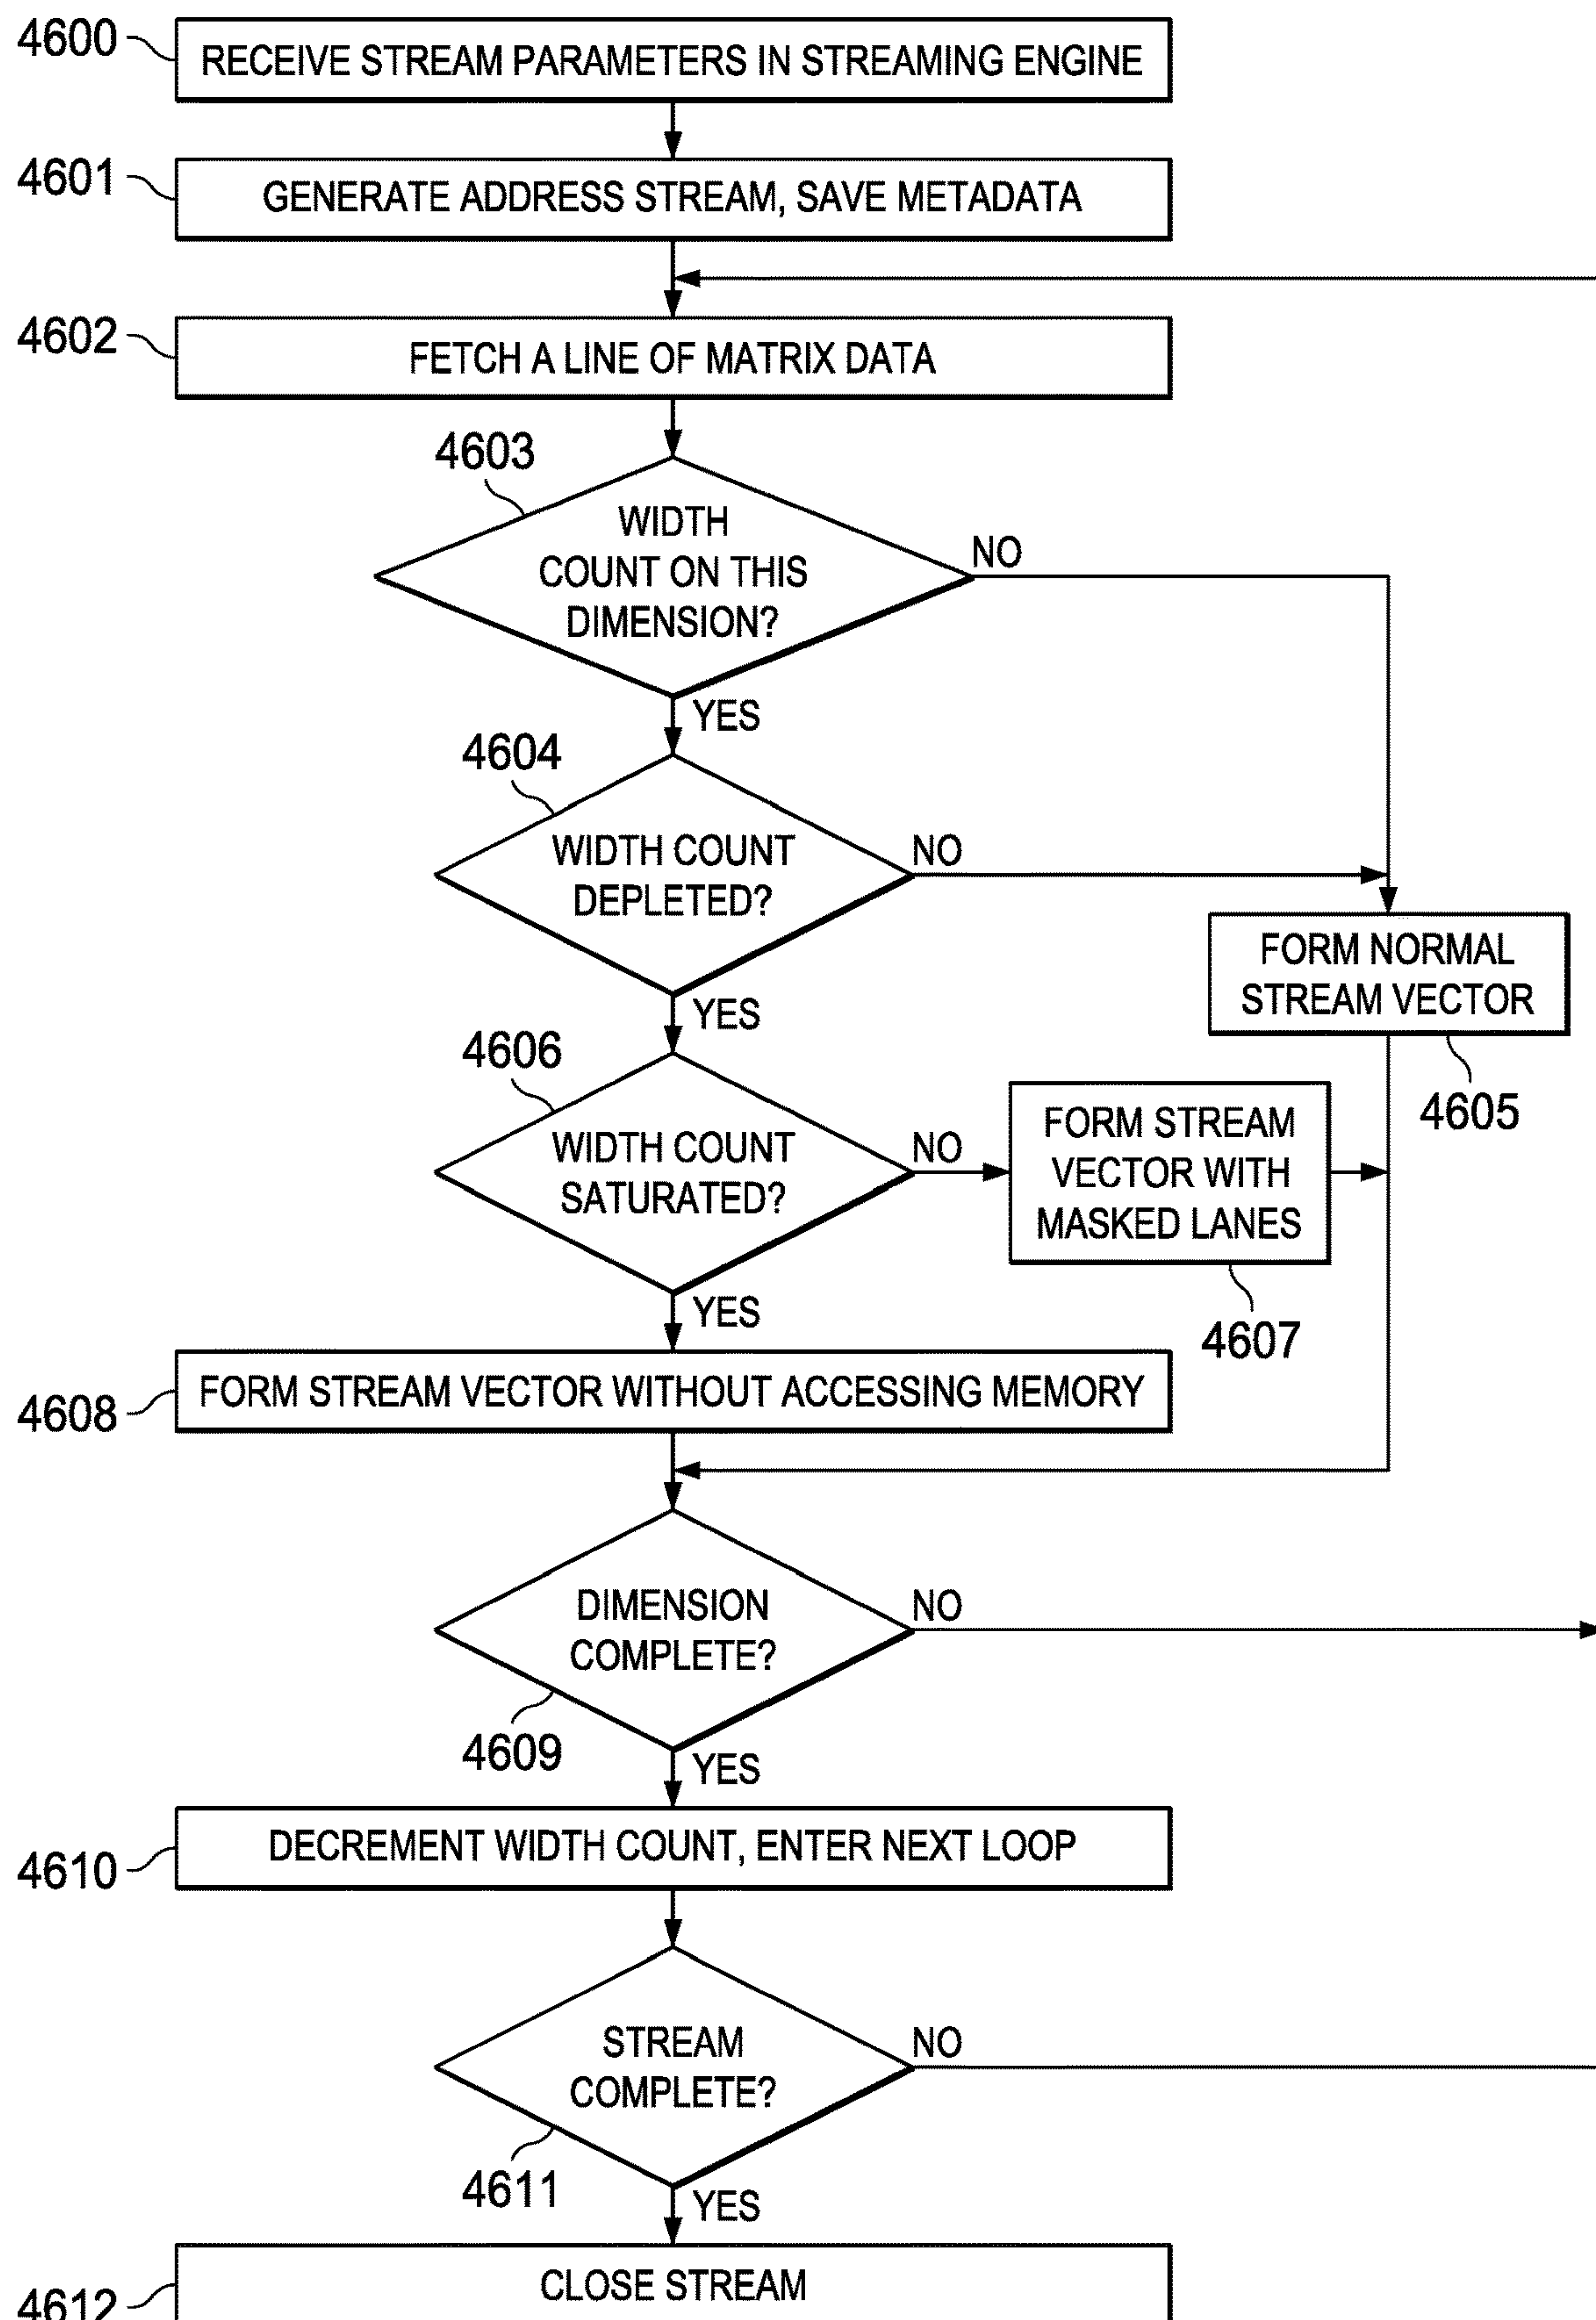 4600
RECEIVE STREAM PARAMETERS IN STREAMING ENGINE
4601
GENERATE ADDRESS STREAM, SAVE METADATA
4602
FETCH A LINE OF MATRIX DATA
4603
WIDTH
COUNT ON THIS
DIMENSION?
NO
YES
4604
WIDTH COUNT
DEPLETED?
NO
YES
FORM NORMAL
STREAM VECTOR
4605
4606
WIDTH COUNT
SATURATED?
NO
YES
FORM STREAM
VECTOR WITH
MASKED LANES
4607
4608
FORM STREAM VECTOR WITHOUT ACCESSING MEMORY
DIMENSION
COMPLETE?
NO
4609
YES
4610
DECREMENT WIDTH COUNT, ENTER NEXT LOOP
STREAM
COMPLETE?
NO
4611
YES
4612
CLOSE STREAM